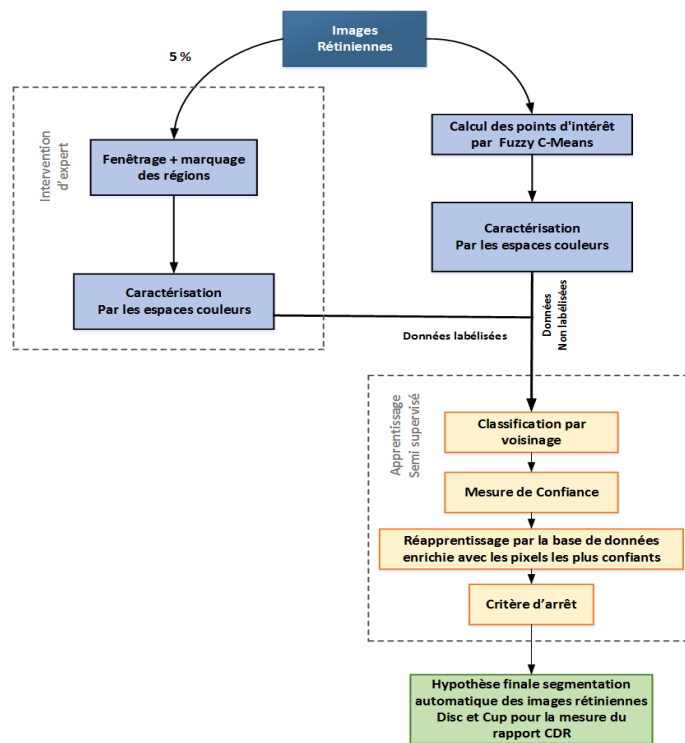 Images
Rétiniennes
5 %
Intervention
d'expert
Fenêtrage + marquage
des régions
Caractérisation
Par les espaces couleurs
Calcul des points d'intérêt
par Fuzzy C-Means
Caractérisation
Par les espaces couleurs
Données labélisées
Données
Non labélisées
Apprentissage
Semi supervisé
Classification par
voisinage
Mesure de Confiance
Réapprentissage par la base de données
enrichie avec les pixels les plus confiants
Critère d'arrêt
Hypothèse finale segmentation
automatique des images rétiniennes
Disc et Cup pour la mesure du
rapport CDR